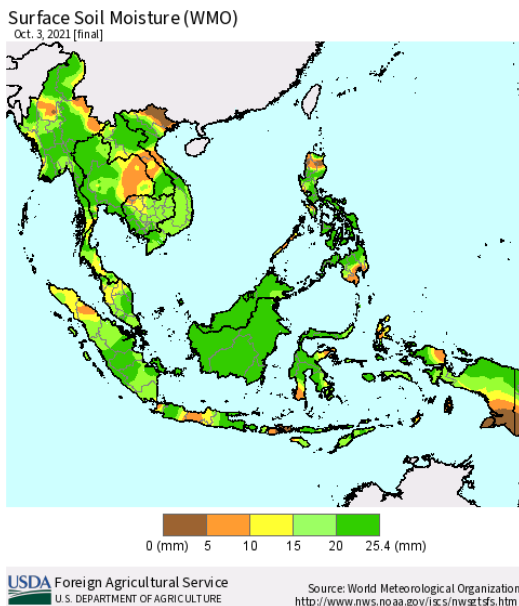 Surface Soil Moisture (WMO)
Oct. 3, 2021 [final]
0 (mm) 5 10 15 20 25.4 (mm)
USDA Foreign Agricultural Service
U.S. DEPARTMENT OF AGRICULTURE
Source: World Meteorological Organization
http://www.nws.noaa.gov/iscs/nwsgtsfs.htm